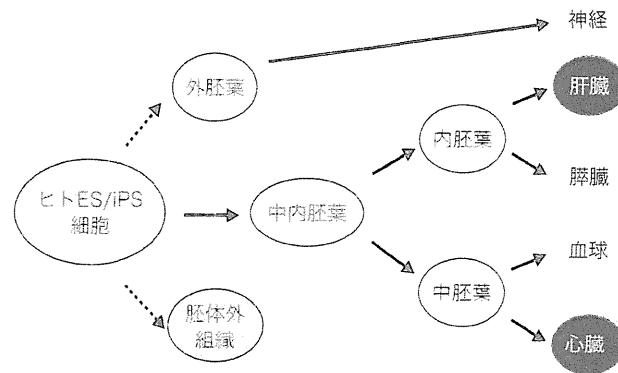 神経
外胚葉
肝臓
内胚葉
膵臓
ヒトES/iPS
細胞
中内胚葉
血球
中胚葉
胚体外
組織
心臓